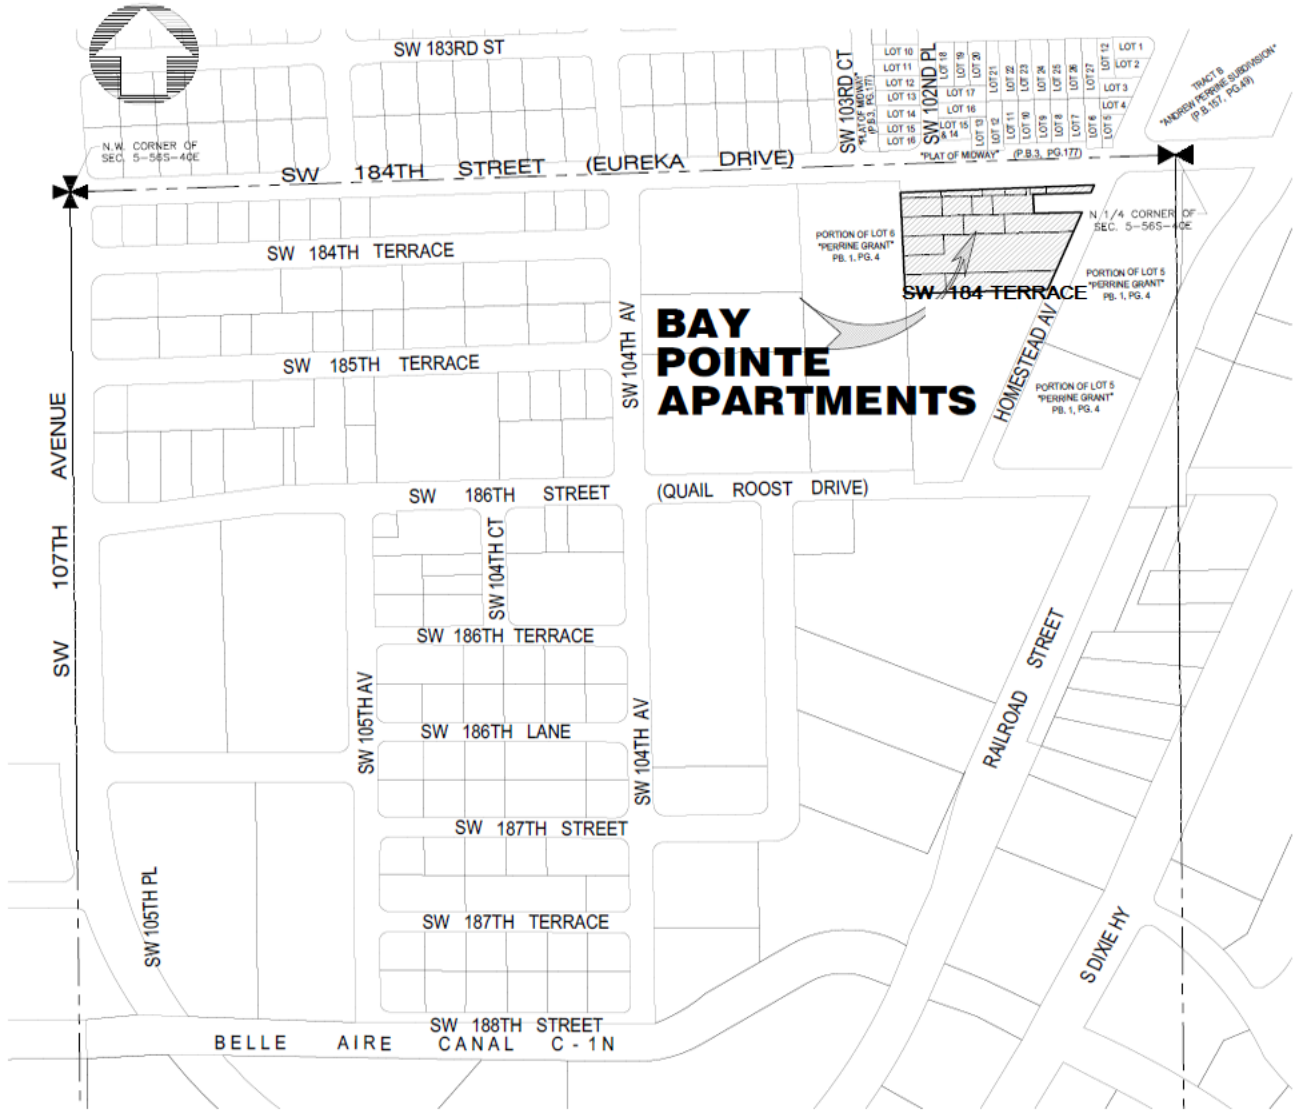 SW 183RD ST
SW 103RD CT
"PLAT OF MIDWAY"
(P.B.3, PG.177)
LOT 10
LOT 11
LOT 12
LOT 13
LOT 14
LOT 15
LOT 16
SW 102ND PL
LOT 18
LOT 19
LOT 20
LOT 17
LOT 16
LOT 15
& 14
LOT 13
LOT 21
LOT 22
LOT 23
LOT 24
LOT 25
LOT 26
LOT 27
LOT 12
LOT 11
LOT 10
LOT 9
LOT 8
LOT 7
LOT 6
LOT 5
LOT 12
LOT 1
LOT 2
LOT 3
LOT 4
TRACT B
"ANDREW PERRINE SUBDIVISION"
(P.B.157, PG.49)
N.W. CORNER OF
SEC. 5-56S-40E
SW 184TH STREET (EUREKA DRIVE)
"PLAT OF MIDWAY" (P.B.3, PG.177)
N 1/4 CORNER OF
SEC. 5-56S-40E
PORTION OF LOT 6
"PERRINE GRANT"
PB. 1, PG. 4
SW 184TH TERRACE
PORTION OF LOT 5
"PERRINE GRANT"
PB. 1, PG. 4
SW 184 TERRACE
BAY
POINTE
APARTMENTS
SW 104TH AV
HOMESTEAD AV
SW 185TH TERRACE
PORTION OF LOT 5
"PERRINE GRANT"
PB. 1, PG. 4
SW 107TH AVENUE
SW 186TH STREET (QUAIL ROOST DRIVE)
SW 104TH CT
SW 186TH TERRACE
SW 105TH AV
SW 186TH LANE
SW 104TH AV
RAILROAD STREET
SW 187TH STREET
SW 105TH PL
SW 187TH TERRACE
S DIXIE HY
SW 188TH STREET
BELLE AIRE CANAL C - 1N